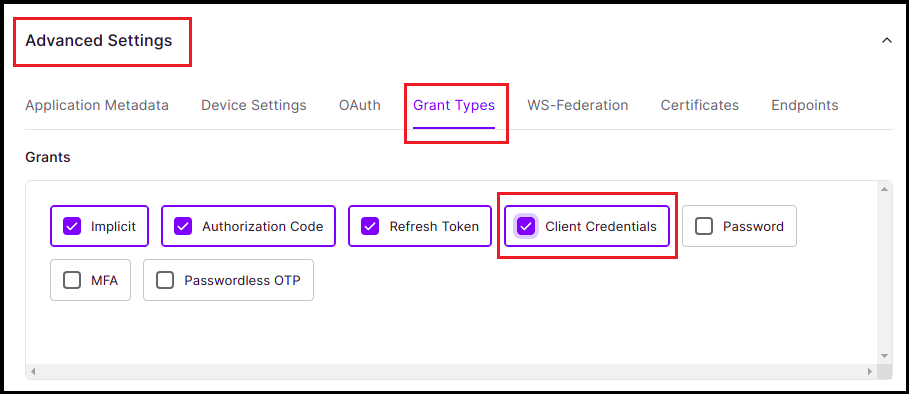 Advanced Settings
Application Metadata Device Settings OAuth Grant Types WS-Federation Certificates Endpoints
Grants
Implicit Authorization Code Refresh Token Client Credentials Password
MFA Passwordless OTP